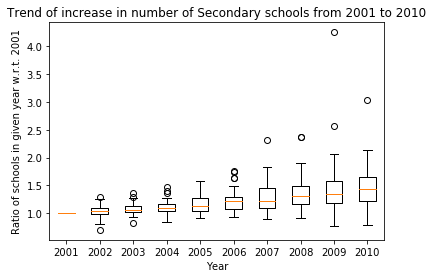 Trend of increase in number of Secondary schools from 2001 to 2010
Ratio of schools in given year w.r.t. 2001
4.0
3.5
3.0
2.5
2.0
1.5
1.0
2001 2002 2003 2004 2005 2006 2007 2008 2009 2010
Year